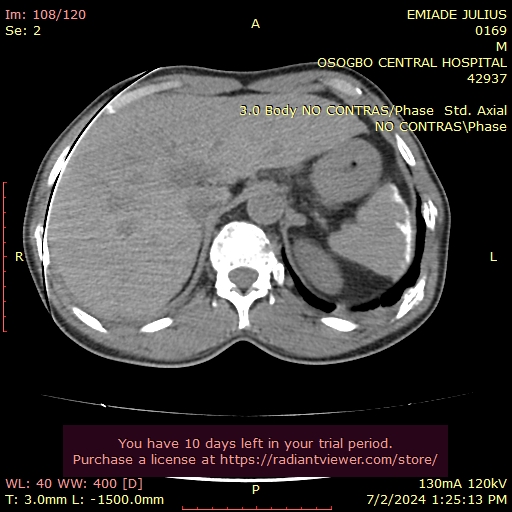 Im: 108/120
Se: 2
A
EMIADE JULIUS
0169
M
OSOGBO CENTRAL HOSPITAL
42937
3.0 Body NO CONTRAS/Phase Std. Axial
NO CONTRAS\Phase
R
L
You have 10 days left in your trial period.
Purchase a license at https://radiantviewer.com/store/
WL: 40 WW: 400 [D]
T: 3.0mm L: -1500.0mm
P
130mA 120kV
7/2/2024 1:25:13 PM